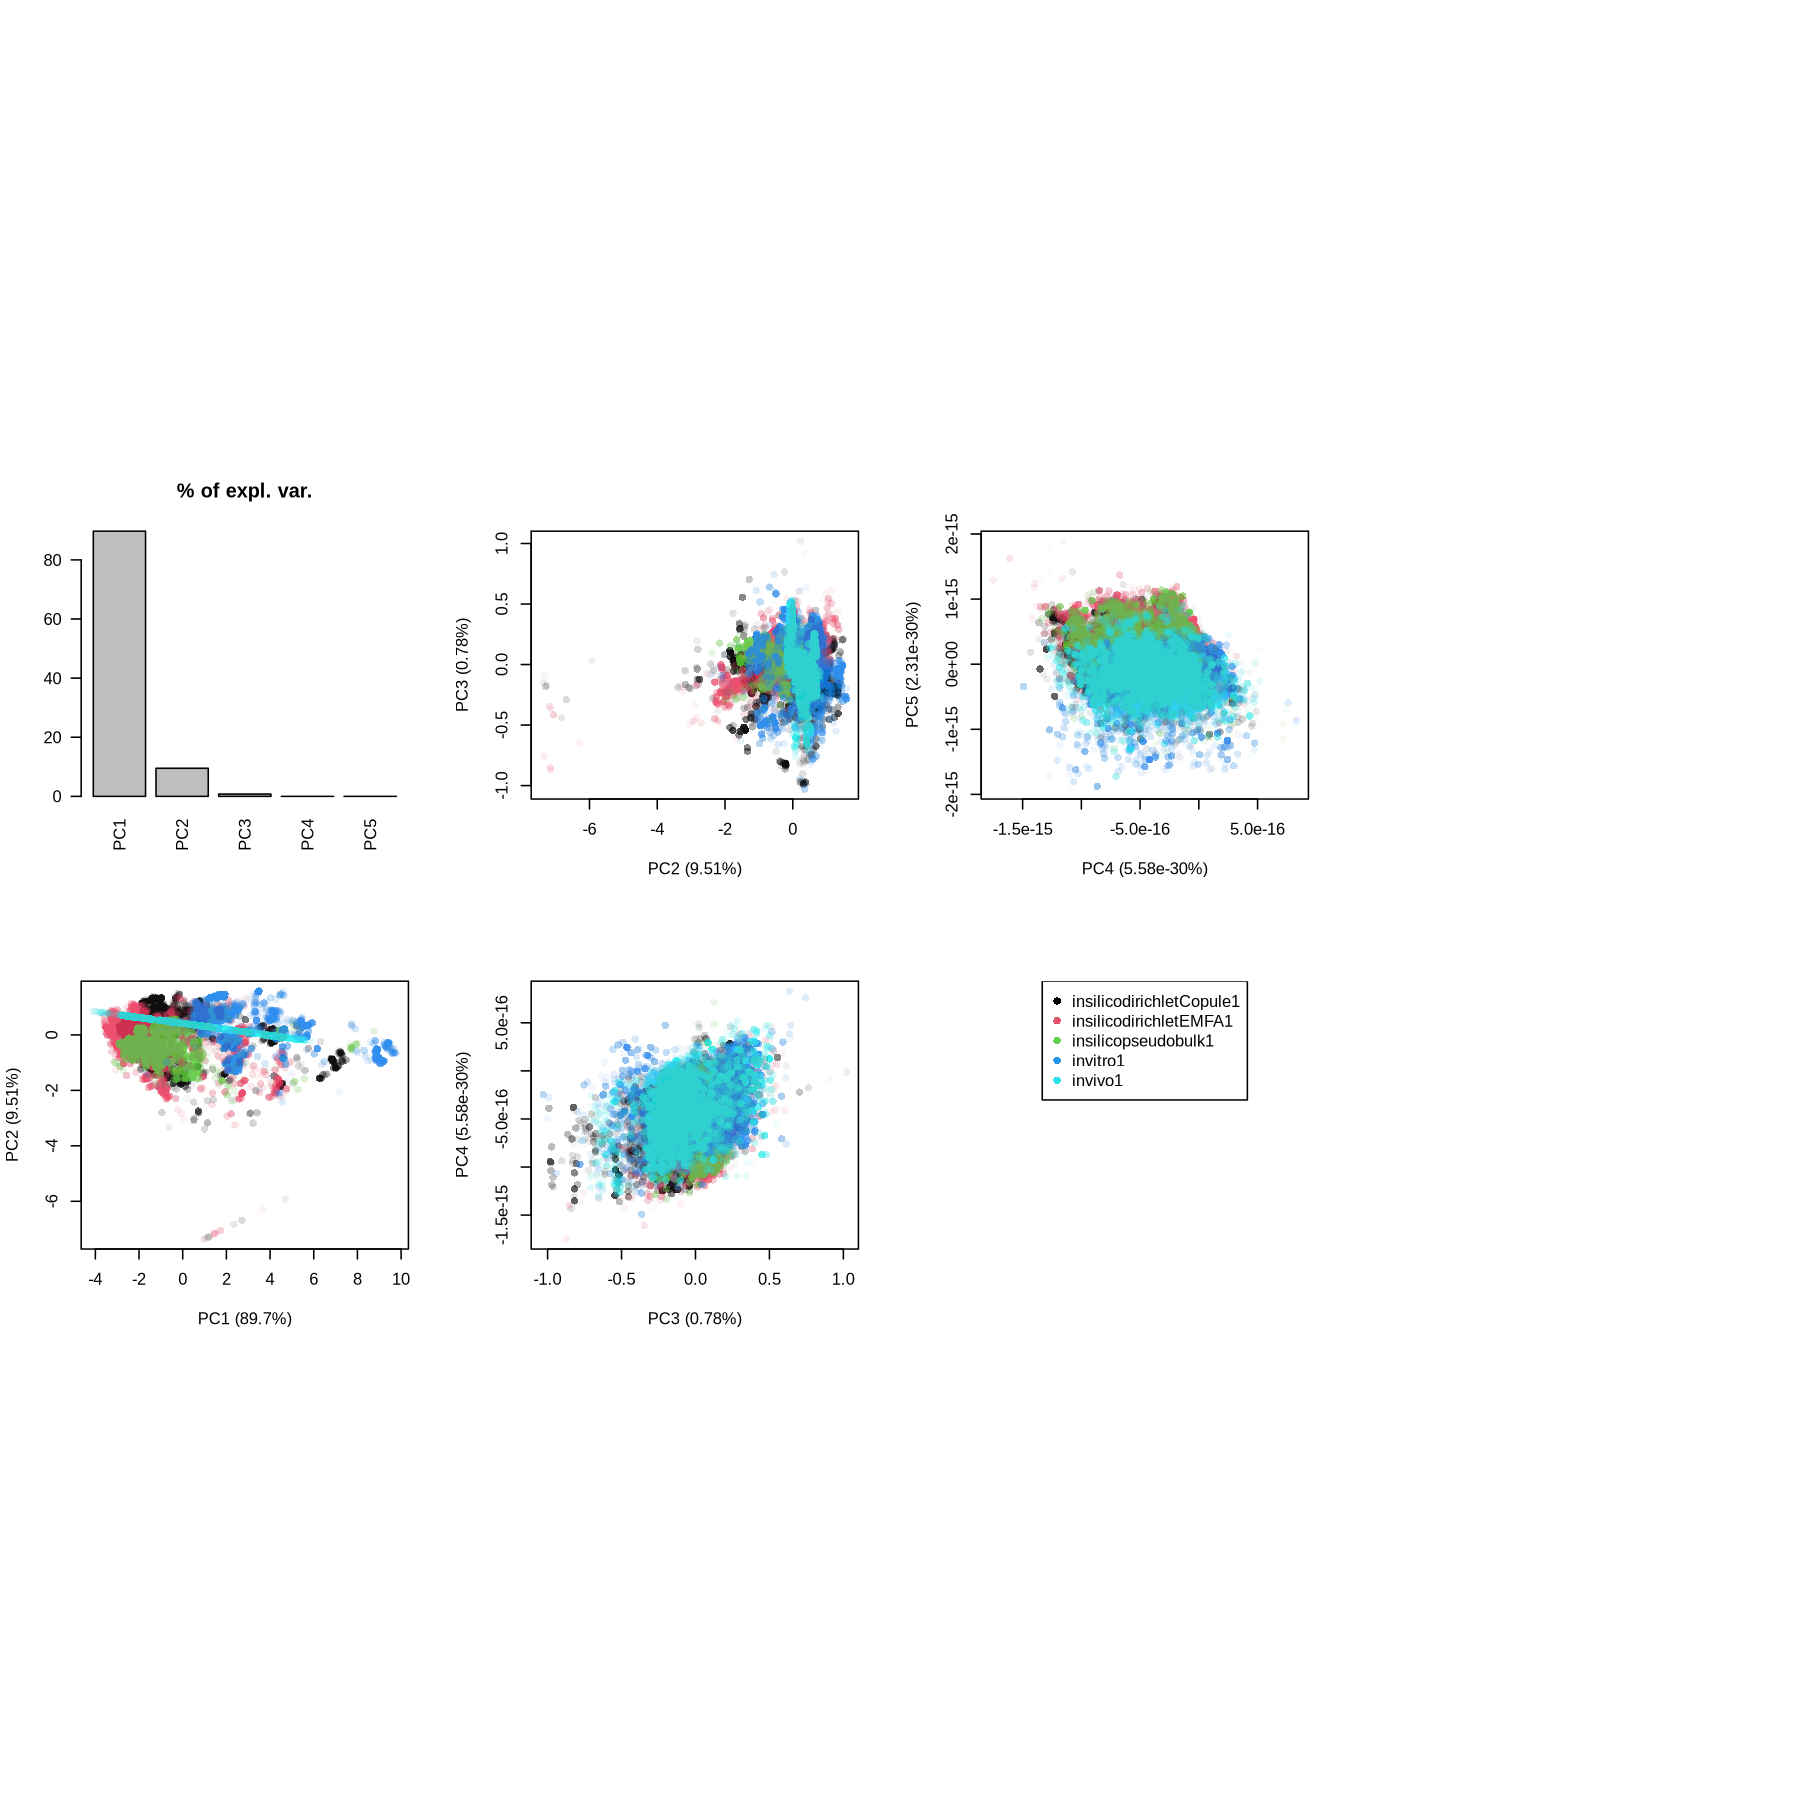 % of expl. var.
80
60
40
20
0
PC1
PC2
PC3
PC4
PC5
PC3 (0.78%)
1.0
0.5
0.0
-0.5
-1.0
-6
-4
-2
0
PC2 (9.51%)
PC5 (2.31e-30%)
2e-15
1e-15
0e+00
-1e-15
-2e-15
-1.5e-15
-5.0e-16
5.0e-16
PC4 (5.58e-30%)
PC2 (9.51%)
0
-2
-4
-6
-4
-2
0
2
4
6
8
10
PC1 (89.7%)
PC4 (5.58e-30%)
5.0e-16
-5.0e-16
-1.5e-15
-1.0
-0.5
0.0
0.5
1.0
PC3 (0.78%)
insilicodirichletCopule1
insilicodirichletEMFA1
insilicopseudobulk1
invitro1
invivo1